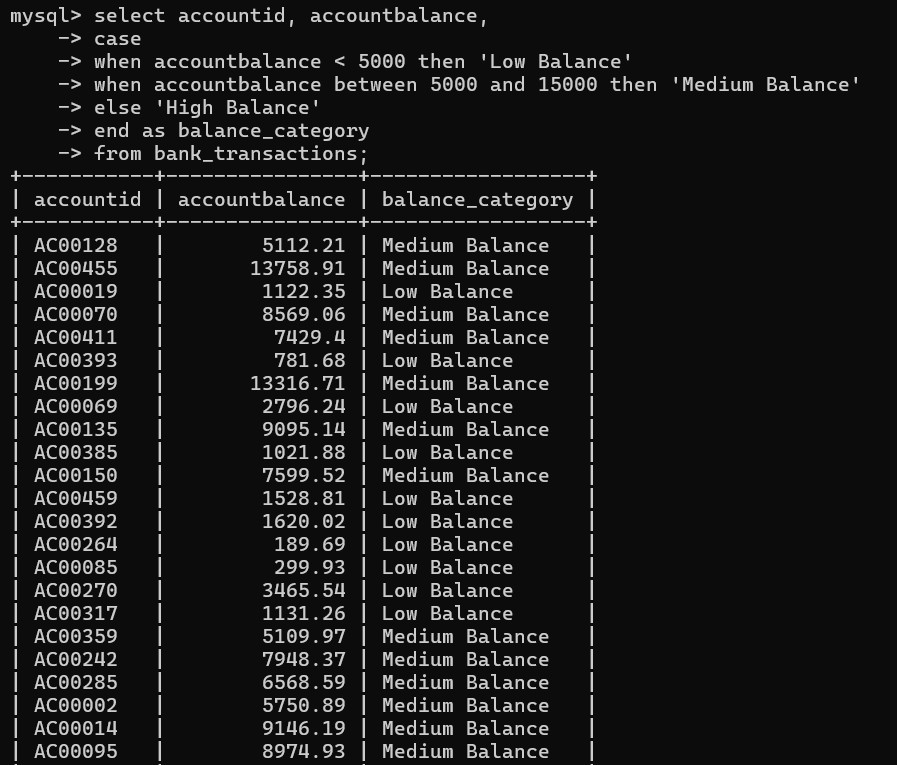 mysql> select accountid, accountbalance,
    -> case
    -> when accountbalance < 5000 then 'Low Balance'
    -> when accountbalance between 5000 and 15000 then 'Medium Balance'
    -> else 'High Balance'
    -> end as balance_category
    -> from bank_transactions;
+-----------+----------------+------------------+
| accountid | accountbalance | balance_category |
+-----------+----------------+------------------+
| AC00128   |        5112.21 | Medium Balance   |
| AC00455   |       13758.91 | Medium Balance   |
| AC00019   |        1122.35 | Low Balance      |
| AC00070   |        8569.06 | Medium Balance   |
| AC00411   |         7429.4 | Medium Balance   |
| AC00393   |         781.68 | Low Balance      |
| AC00199   |       13316.71 | Medium Balance   |
| AC00069   |        2796.24 | Low Balance      |
| AC00135   |        9095.14 | Medium Balance   |
| AC00385   |        1021.88 | Low Balance      |
| AC00150   |        7599.52 | Medium Balance   |
| AC00459   |        1528.81 | Low Balance      |
| AC00392   |        1620.02 | Low Balance      |
| AC00264   |         189.69 | Low Balance      |
| AC00085   |         299.93 | Low Balance      |
| AC00270   |        3465.54 | Low Balance      |
| AC00317   |        1131.26 | Low Balance      |
| AC00359   |        5109.97 | Medium Balance   |
| AC00242   |        7948.37 | Medium Balance   |
| AC00285   |        6568.59 | Medium Balance   |
| AC00002   |        5750.89 | Medium Balance   |
| AC00014   |        9146.19 | Medium Balance   |
| AC00095   |        8974.93 | Medium Balance   |